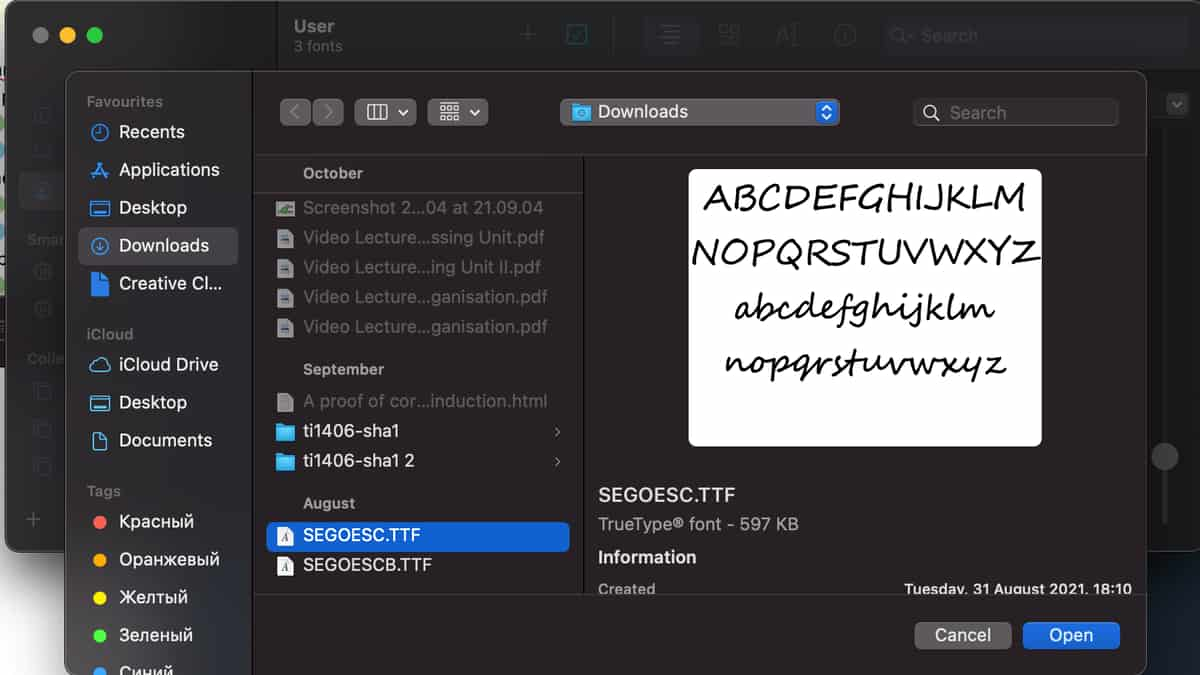 User
3 fonts
Search
Favourites
Recents
Applications
Desktop
Downloads
Creative Cl...
iCloud
iCloud Drive
Desktop
Documents
Tags
Красный
Оранжевый
Желтый
Зеленый
Синий
Downloads
Search
October
Screenshot 2...04 at 21.09.04
Video Lecture...ssing Unit.pdf
Video Lecture...ing Unit II.pdf
Video Lecture...ganisation.pdf
Video Lecture...ganisation.pdf
September
A proof of cor...induction.html
ti1406-sha1
ti1406-sha1 2
August
SEGOESC.TTF
SEGOESCB.TTF
ABCDEFGHIJKLM
NOPQRSTUVWXYZ
abcdefghijklm
nopqrstuvwxyz
SEGOESC.TTF
TrueType® font - 597 KB
Information
Created Tuesday, 31 August 2021, 18:10
Cancel Open